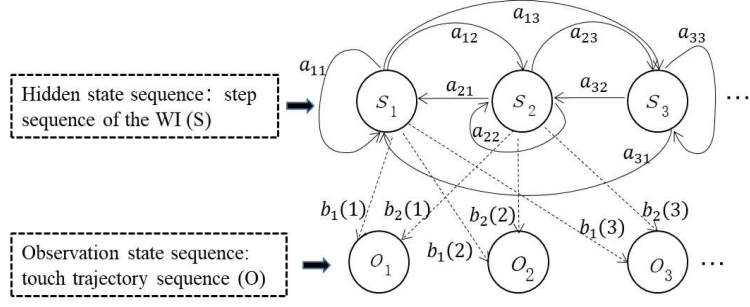 a₁₃
a₁₂
a₂₃
a₃₃
a₁₁
Hidden state sequence: step
sequence of the WI (S)
S₁
a₂₁
S₂
a₃₂
S₃
...
a₂₂
a₃₁
b₁(1)
b₂(1)
b₂(2)
b₂(3)
b₁(2)
b₁(3)
Observation state sequence:
touch trajectory sequence (O)
O₁
O₂
O₃
...